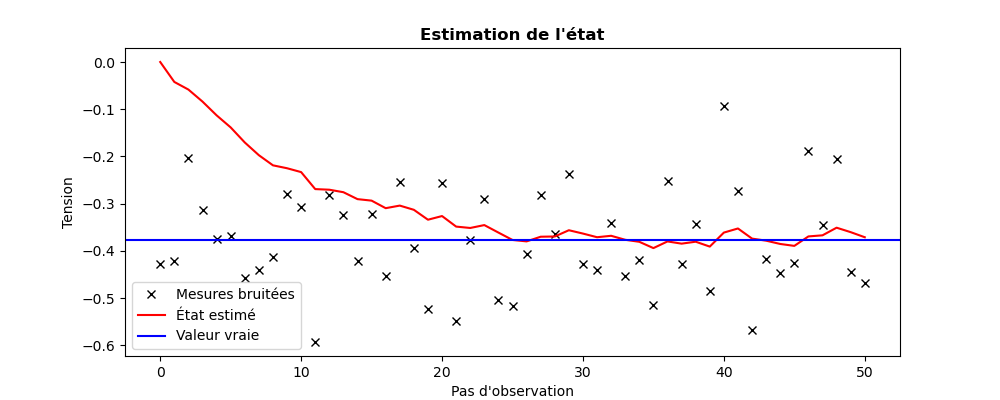 Estimation de l'état
Tension
0.0
−0.1
−0.2
−0.3
−0.4
−0.5
−0.6
Mesures bruitées
État estimé
Valeur vraie
0 10 20 30 40 50
Pas d'observation